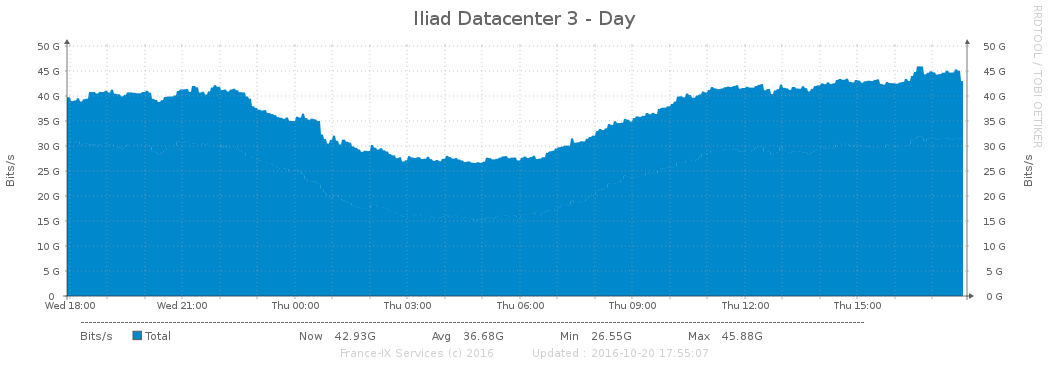 Iliad Datacenter 3 - Day
RRDTOOL / TOBI OETIKER
Bits/s
Bits/s
50 G 50 G
45 G 45 G
40 G 40 G
35 G 35 G
30 G 30 G
25 G 25 G
20 G 20 G
15 G 15 G
10 G 10 G
5 G 5 G
0 0 G
Wed 18:00 Wed 21:00 Thu 00:00 Thu 03:00 Thu 06:00 Thu 09:00 Thu 12:00 Thu 15:00
Bits/s Total Now 42.93G Avg 36.68G Min 26.55G Max 45.88G
France-IX Services (c) 2016 Updated : 2016-10-20 17:55:07